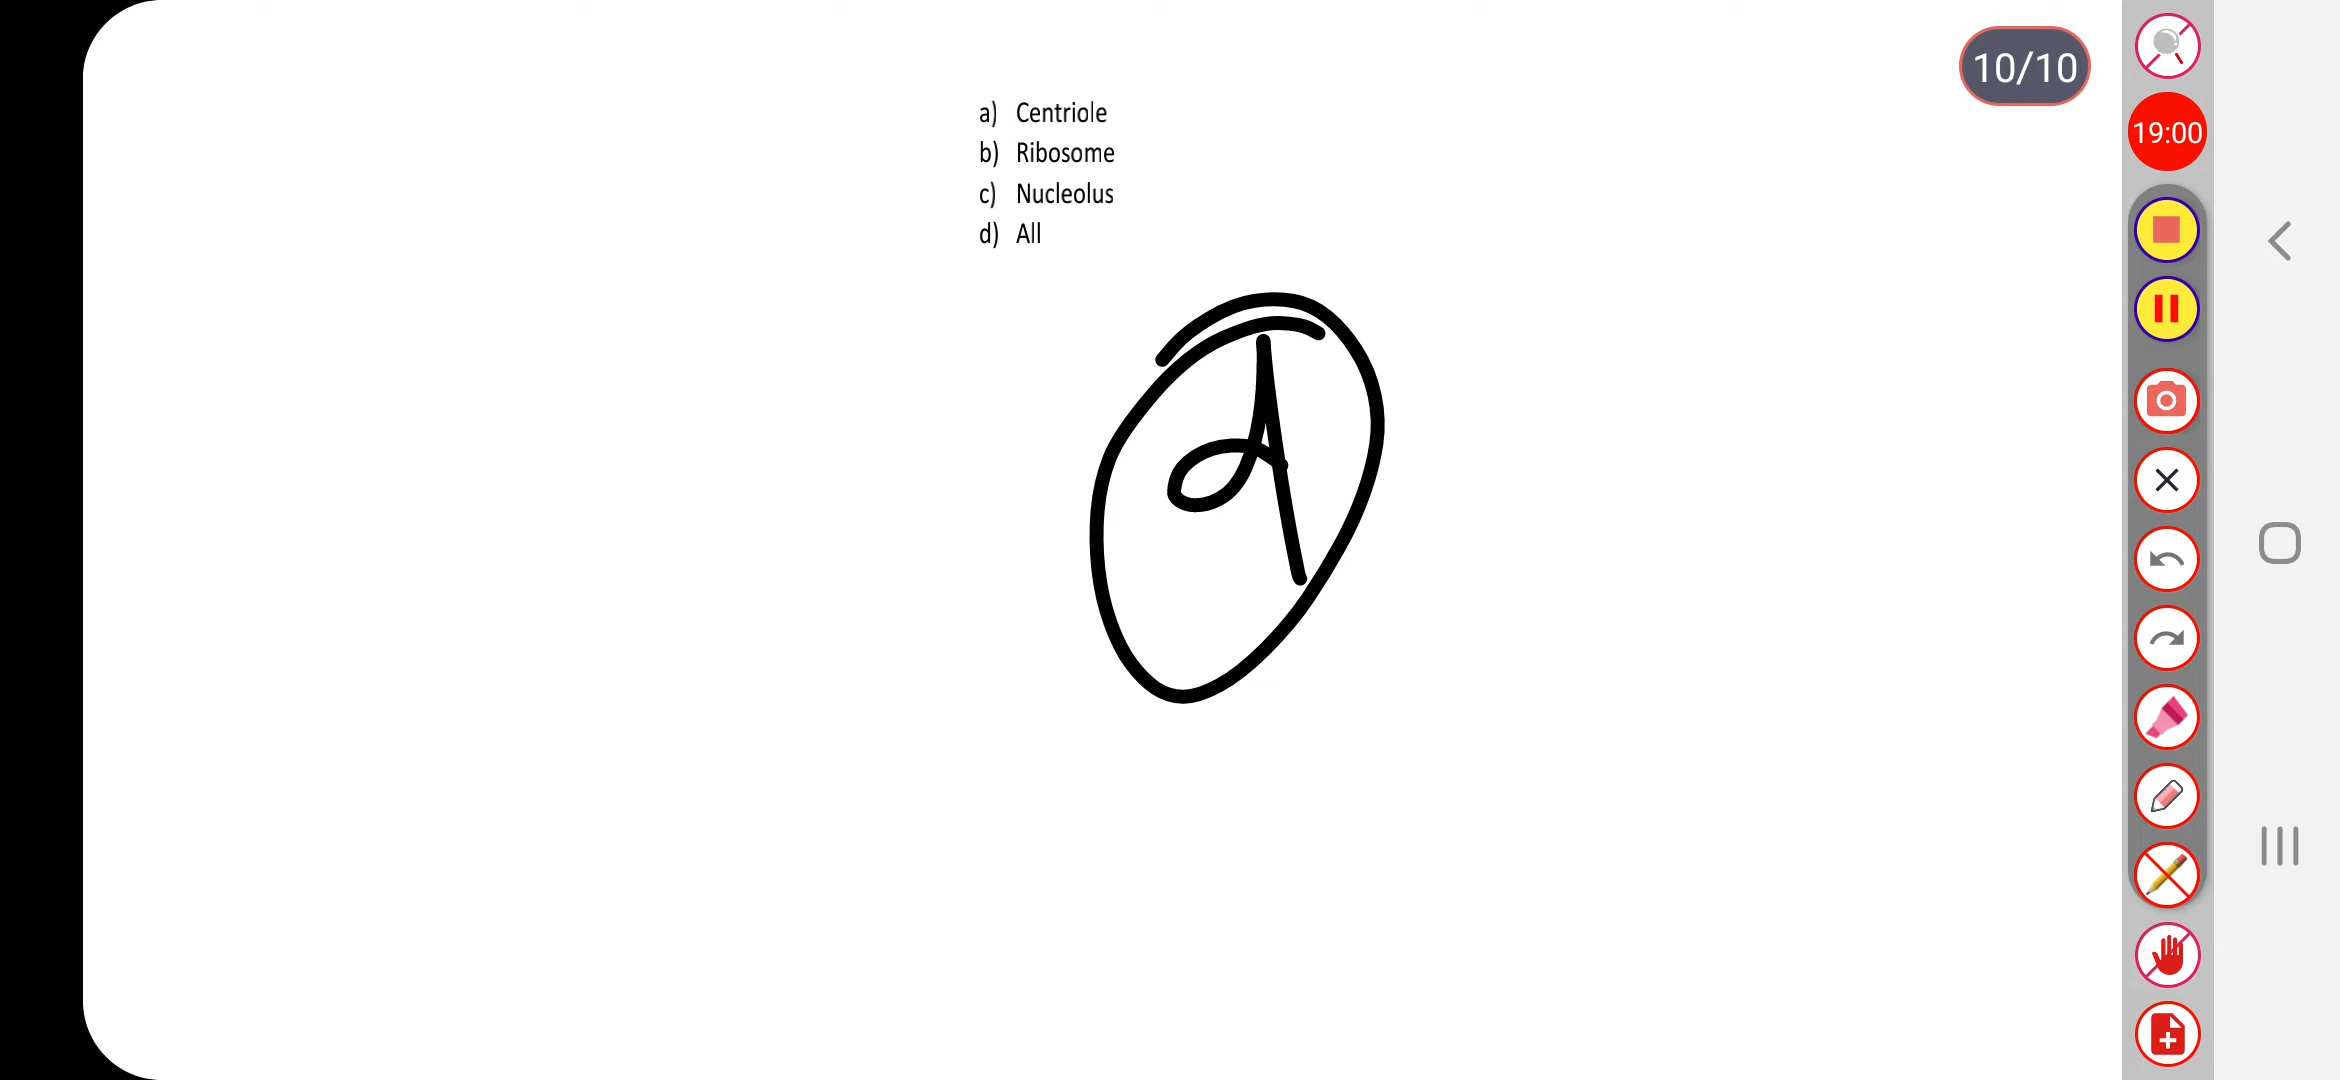 10/10
19:00
a) Centriole
b) Ribosome
c) Nucleolus
d) All
A